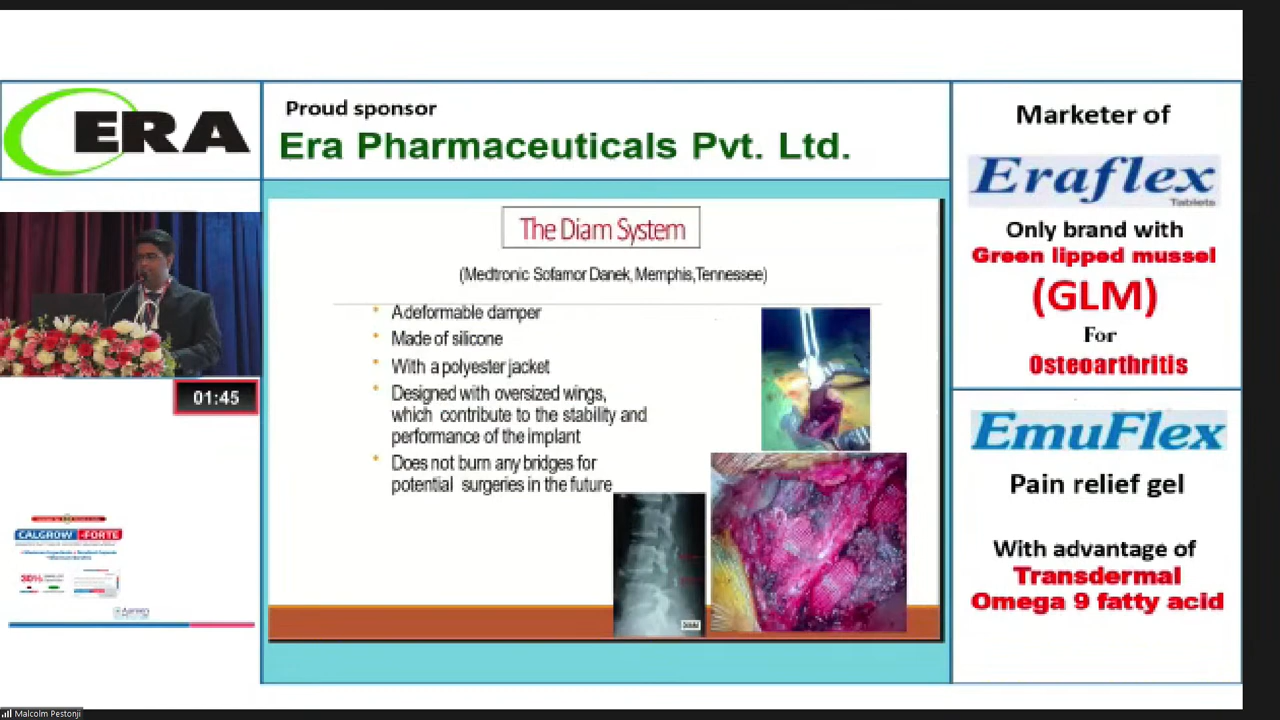 ERA
Proud sponsor
Era Pharmaceuticals Pvt. Ltd.
Marketer of
Eraflex
Tablets
Only brand with
Green lipped mussel
(GLM)
For
Osteoarthritis
EmuFlex
Pain relief gel
With advantage of
Transdermal
Omega 9 fatty acid
The Diam System
(Medtronic Sofamor Danek, Memphis,Tennessee)
• A deformable damper
• Made of silicone
• With a polyester jacket
• Designed with oversized wings,
which contribute to the stability and
performance of the implant
• Does not burn any bridges for
potential surgeries in the future
01:45
CALGROW -FORTE
30%
Malcolm Pestonji